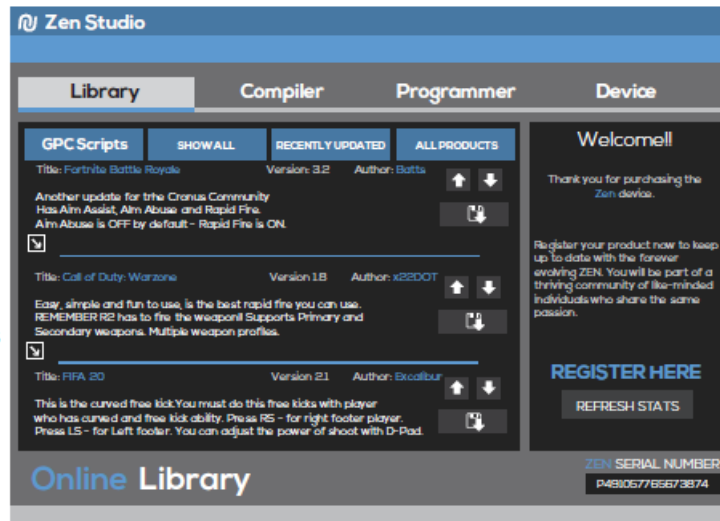 Zen Studio
Library
Compiler
Programmer
Device
GPC Scripts
SHOW ALL
RECENTLY UPDATED
ALL PRODUCTS
Title: Fortnite Battle Royale Version: 3.2 Author: Batts
Another update for trhe Cronus Community
Has Aim Assist, AIm Abuse and Rapid Fire.
Aim Abuse is OFF by default - Rapid Fire is ON.
Title: Call of Duty: Warzone Version 1.8 Author: x22DOT
Easy, simple and fun to use, is the best rapid fire you can use.
REMEMBER R2 has to fire the weapon!! Supports Primary and
Secondary weapons. Multiple weapon profiles.
Title: FIFA 20 Version 2.1 Author: Excalibur
This is the curved free kick.You must do this free kicks with player
who has curved and free kick ability. Press RS - for right footer player.
Press LS - for Left footer. You can adjust the power of shoot with D-Pad.
Online Library
Welcome!!
Thank you for purchasing the
Zen device.
Register your product now to keep
up to date with the forever
evolving ZEN. You will be part of a
thriving community of like-minded
individuals who share the same
passion.
REGISTER HERE
REFRESH STATS
ZEN SERIAL NUMBER
P491057765673874